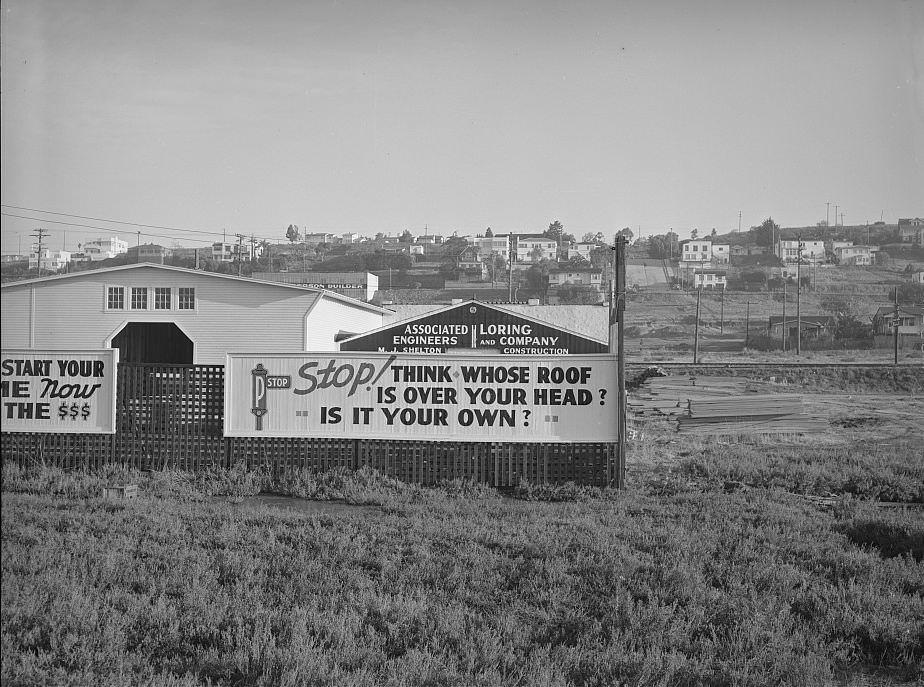 RSON BUILDER
ASSOCIATED LORING
ENGINEERS AND COMPANY
M. J. SHELTON CONSTRUCTION
START YOUR
ME Now
THE $$$
STOP
Stop! THINK WHOSE ROOF
IS OVER YOUR HEAD?
IS IT YOUR OWN?